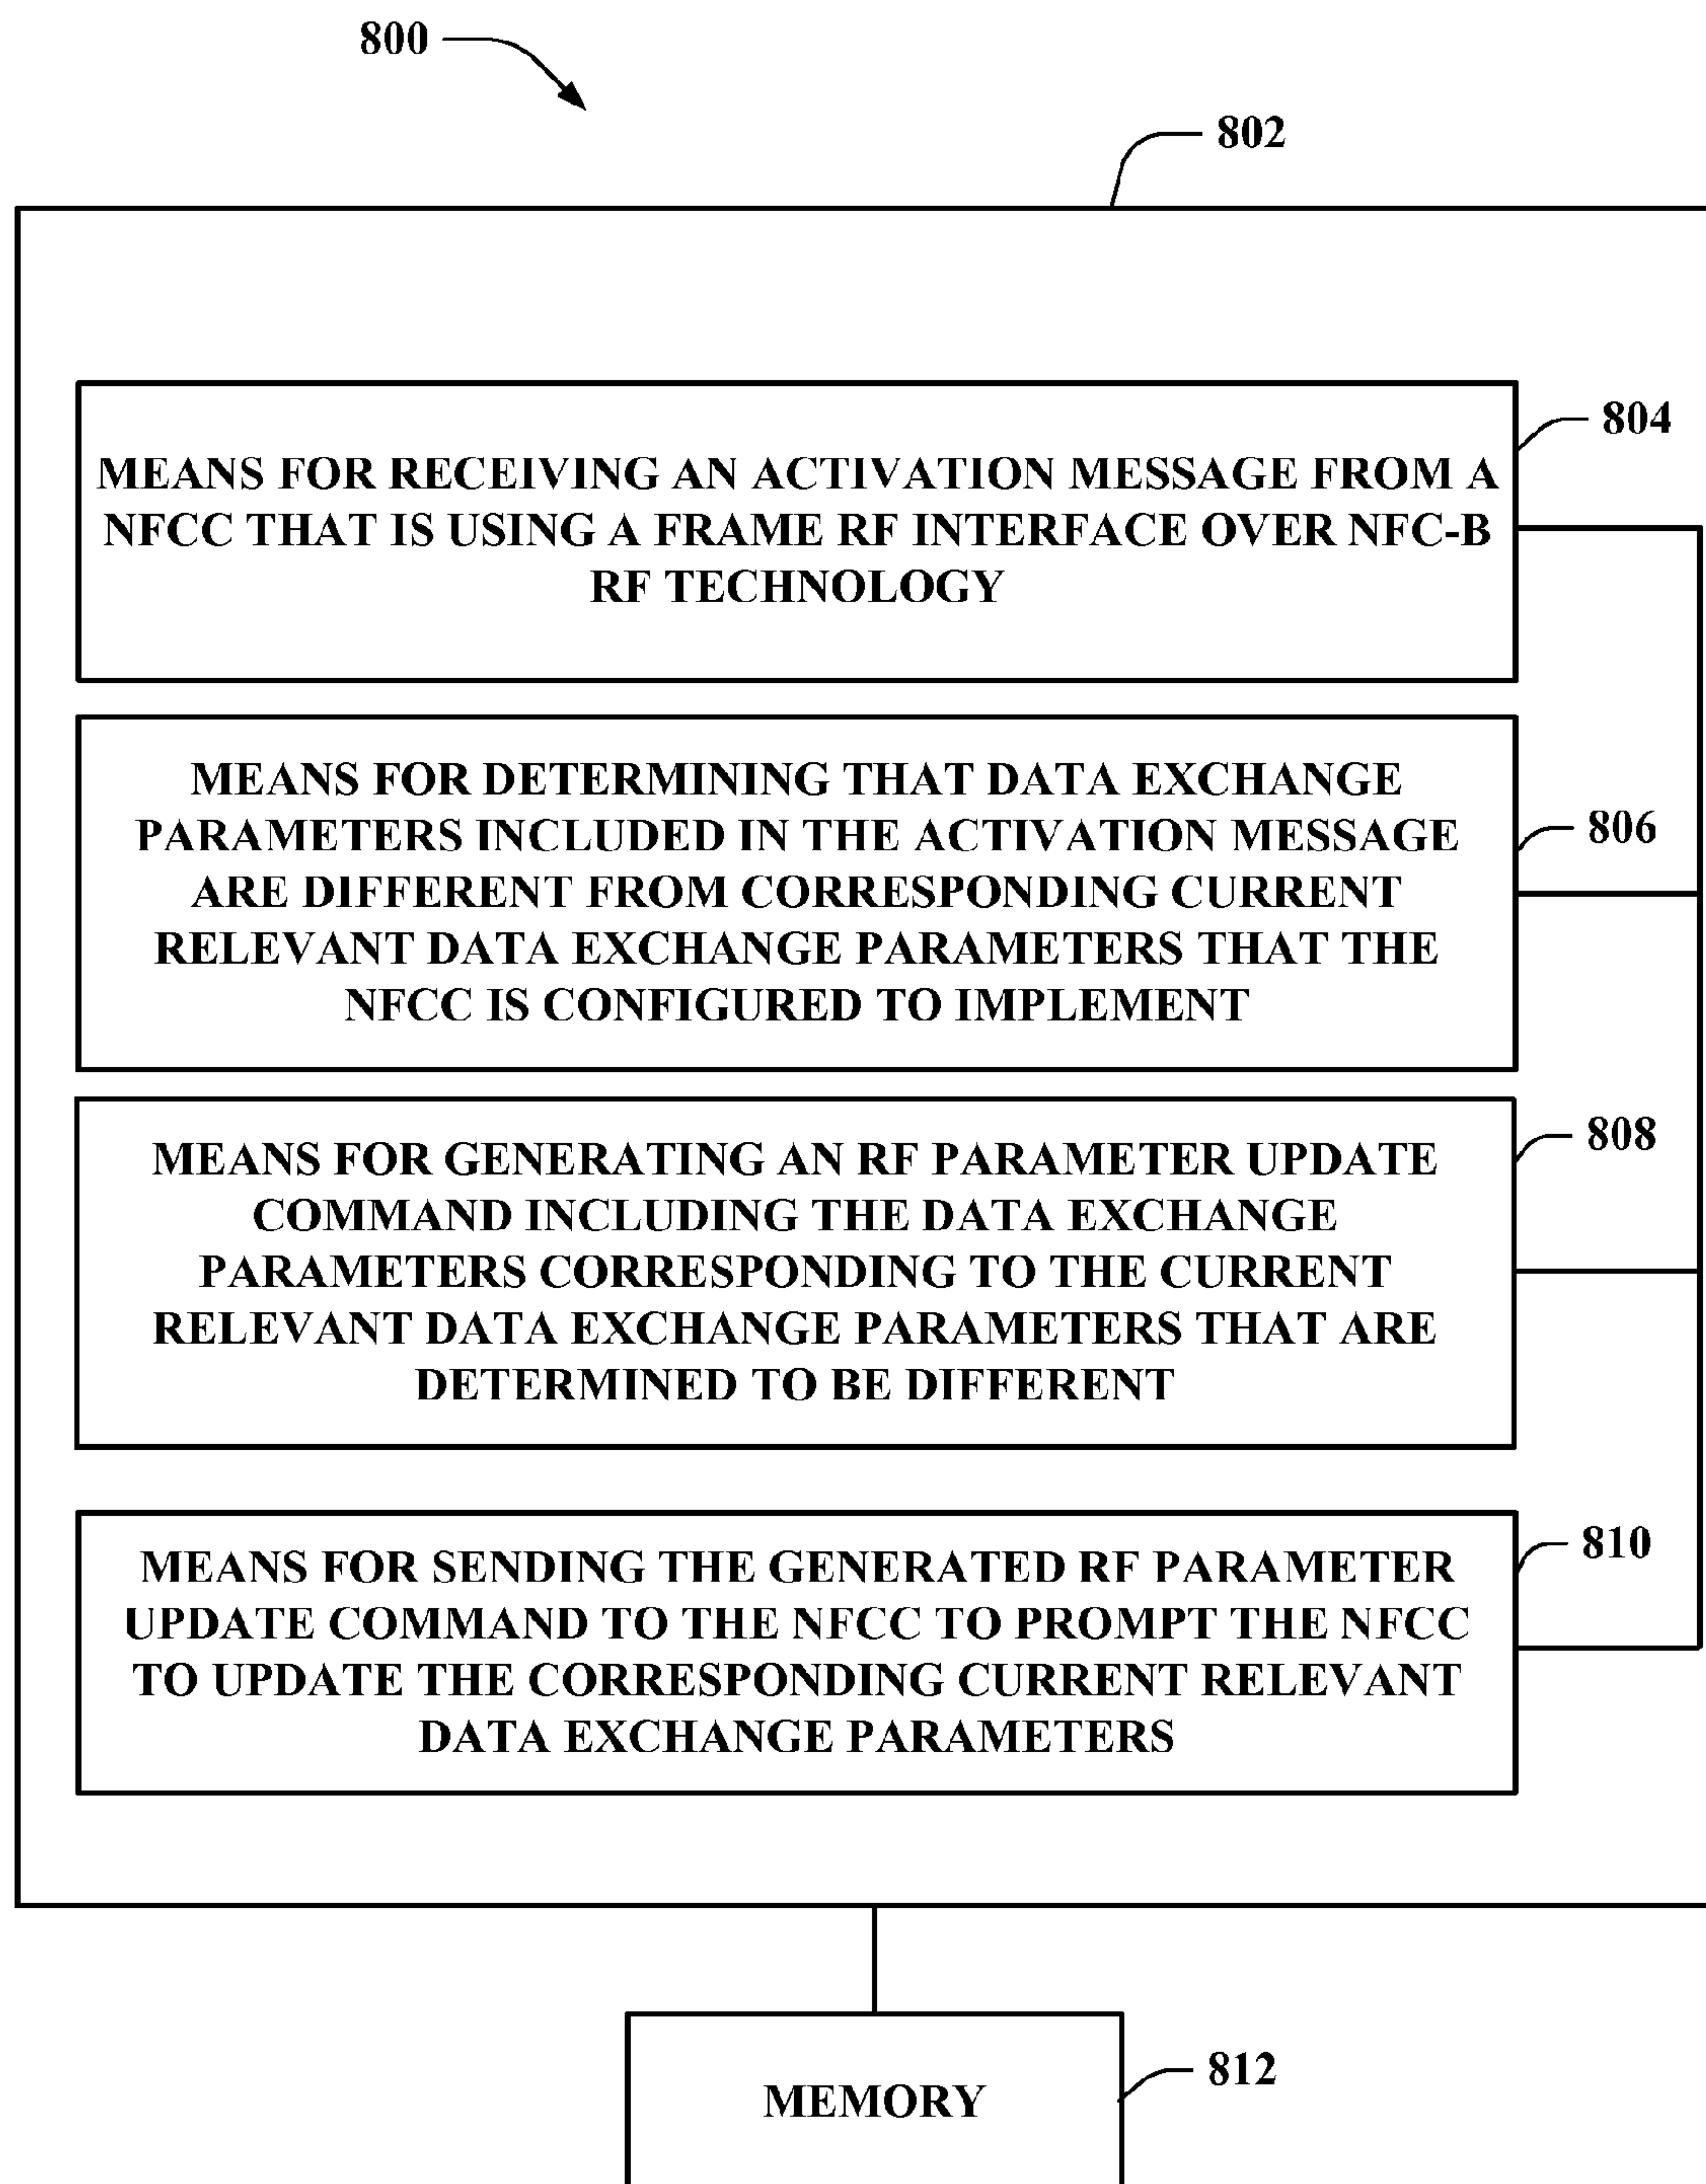 800
802
MEANS FOR RECEIVING AN ACTIVATION MESSAGE FROM A
NFCC THAT IS USING A FRAME RF INTERFACE OVER NFC-B
RF TECHNOLOGY
804
MEANS FOR DETERMINING THAT DATA EXCHANGE
PARAMETERS INCLUDED IN THE ACTIVATION MESSAGE
ARE DIFFERENT FROM CORRESPONDING CURRENT
RELEVANT DATA EXCHANGE PARAMETERS THAT THE
NFCC IS CONFIGURED TO IMPLEMENT
806
MEANS FOR GENERATING AN RF PARAMETER UPDATE
COMMAND INCLUDING THE DATA EXCHANGE
PARAMETERS CORRESPONDING TO THE CURRENT
RELEVANT DATA EXCHANGE PARAMETERS THAT ARE
DETERMINED TO BE DIFFERENT
808
MEANS FOR SENDING THE GENERATED RF PARAMETER
UPDATE COMMAND TO THE NFCC TO PROMPT THE NFCC
TO UPDATE THE CORRESPONDING CURRENT RELEVANT
DATA EXCHANGE PARAMETERS
810
MEMORY
812